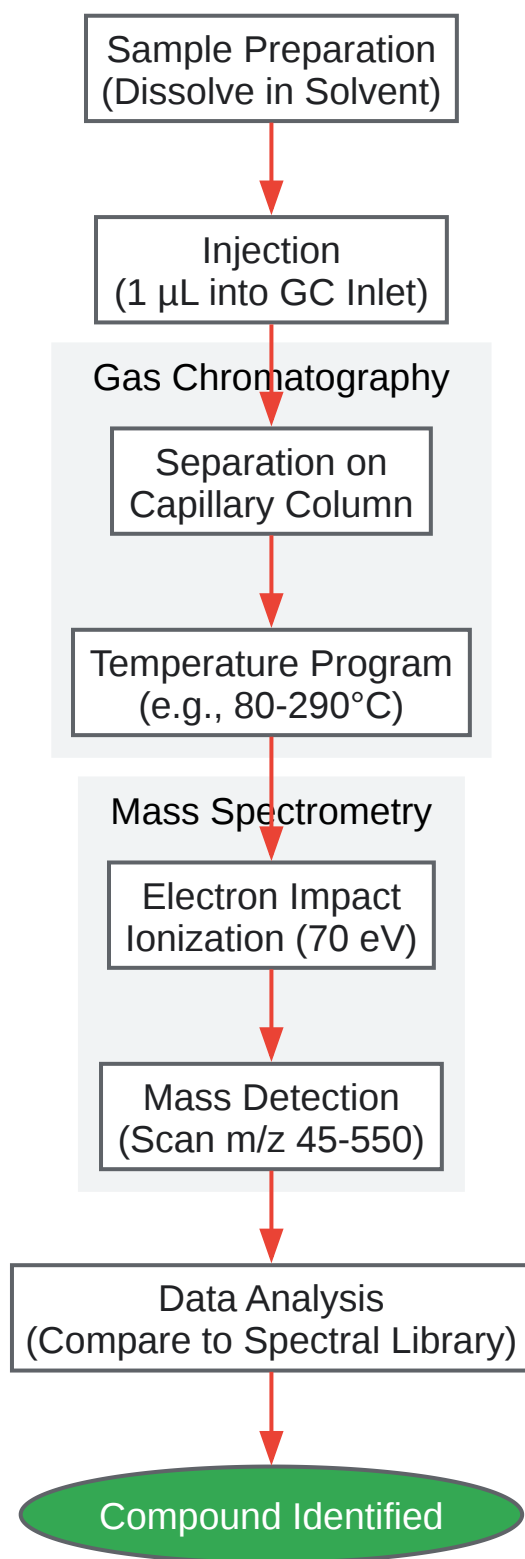 Sample Preparation
(Dissolve in Solvent)
Injection
(1 µL into GC Inlet)
Gas Chromatography
Separation on
Capillary Column
Temperature Program
(e.g., 80-290°C)
Mass Spectrometry
Electron Impact
Ionization (70 eV)
Mass Detection
(Scan m/z 45-550)
Data Analysis
(Compare to Spectral Library)
Compound Identified